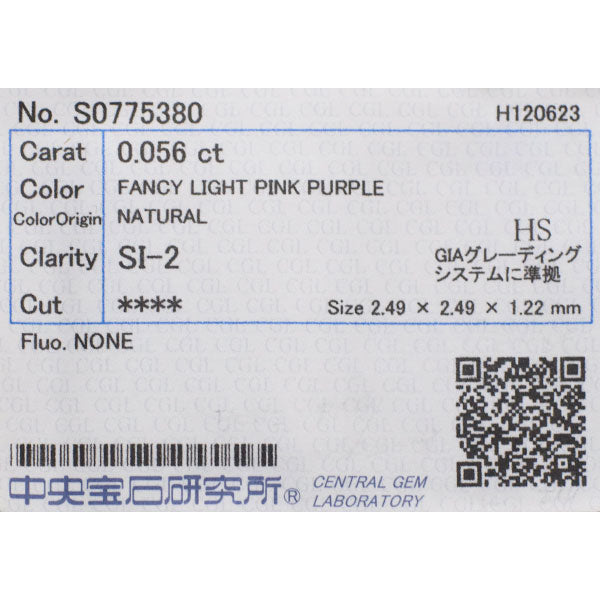 No. S0775380 H120623
Carat 0.056 ct
Color FANCY LIGHT PINK PURPLE
ColorOrigin NATURAL
HS
Clarity SI-2 GIAグレーディング
システムに準拠
Cut **** Size 2.49 × 2.49 × 1.22 mm
Fluo. NONE
中央宝石研究所® CENTRAL GEM
LABORATORY